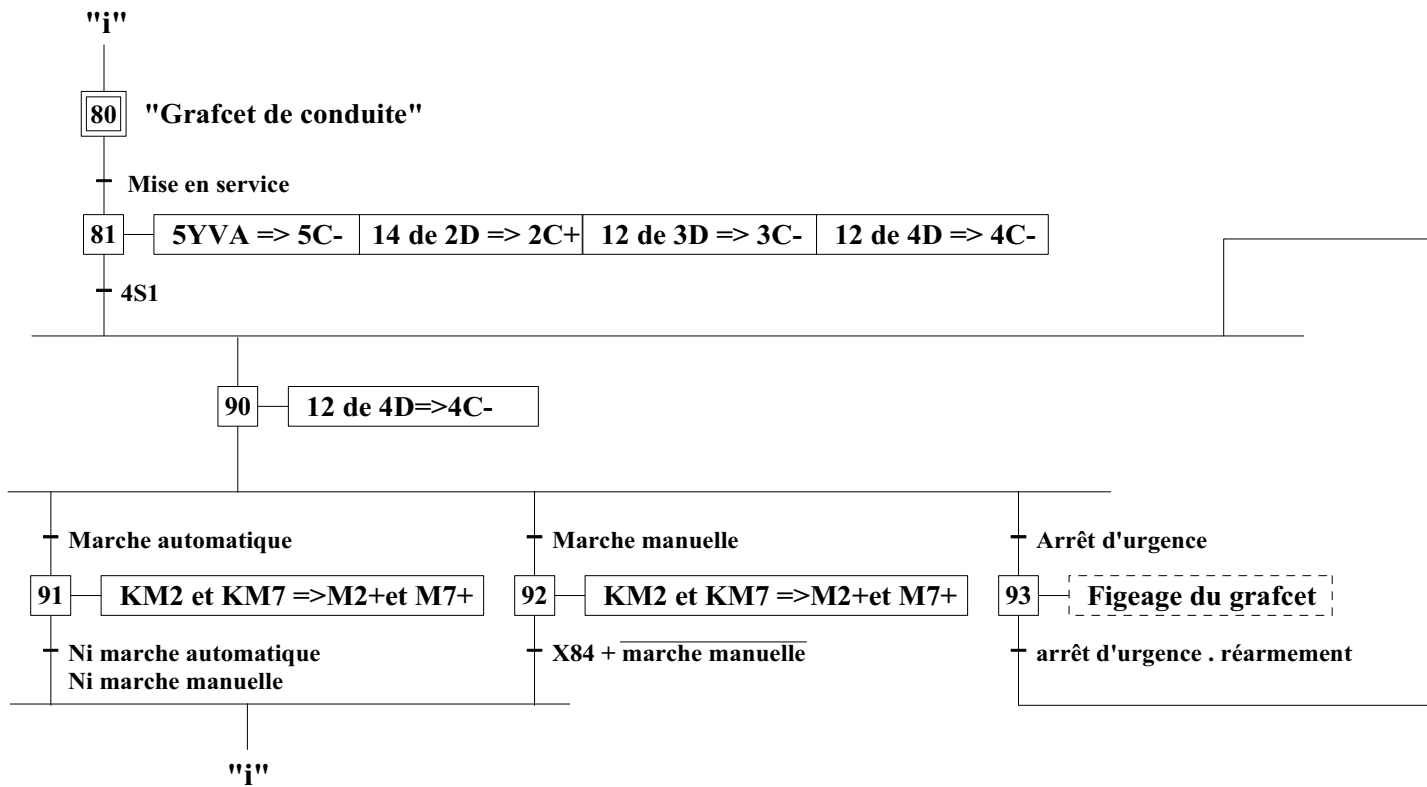 "i"
80 "Grafcet de conduite"
Mise en service
81 5YVA => 5C- 14 de 2D => 2C+ 12 de 3D => 3C- 12 de 4D => 4C-
4S1
90 12 de 4D=>4C-
Marche automatique Marche manuelle Arrêt d'urgence
91 KM2 et KM7 =>M2+et M7+ 92 KM2 et KM7 =>M2+et M7+ 93 Figeage du grafcet
Ni marche automatique X84 + marche manuelle arrêt d'urgence . réarmement
Ni marche manuelle
"i"